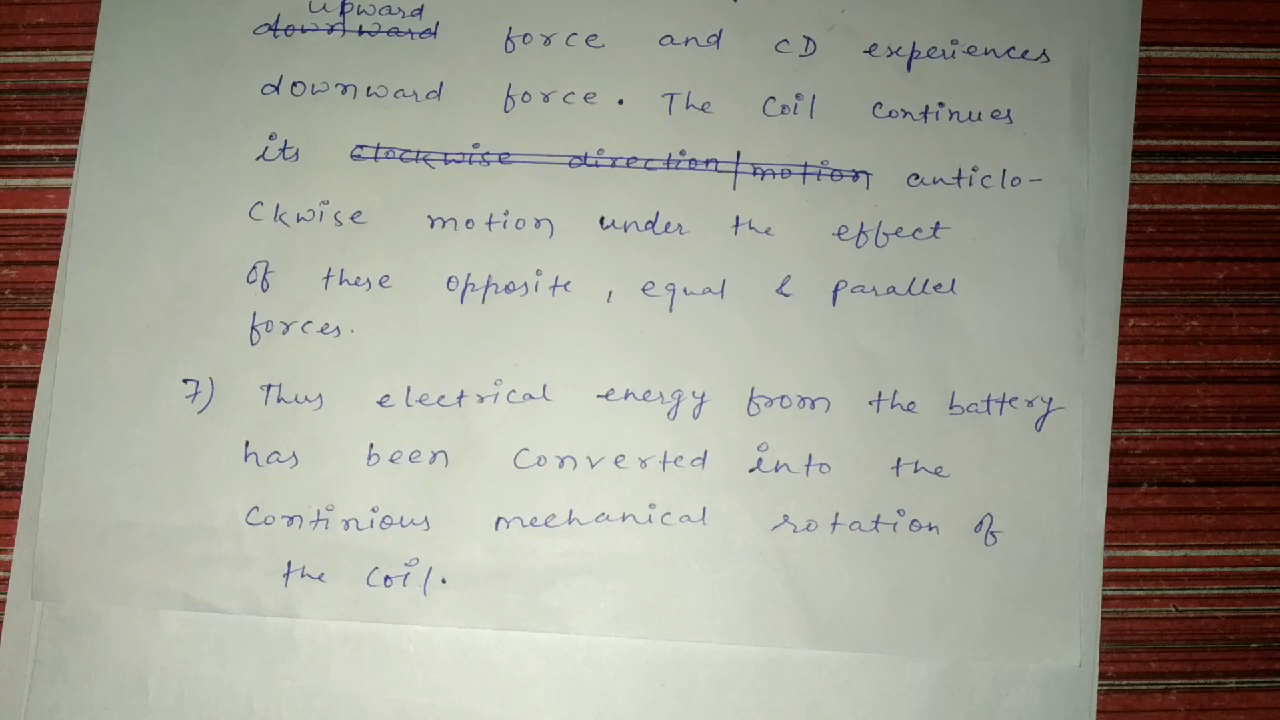 upward
downward force and CD experiences
downward force. The Coil Continues
its clockwise direction/motion anticlo-
Ckwise motion under the effect
of these opposite, equal & parallel
forces.
7) Thus electrical energy from the battery
has been Converted into the
Continious mechanical rotation of
the Coil.